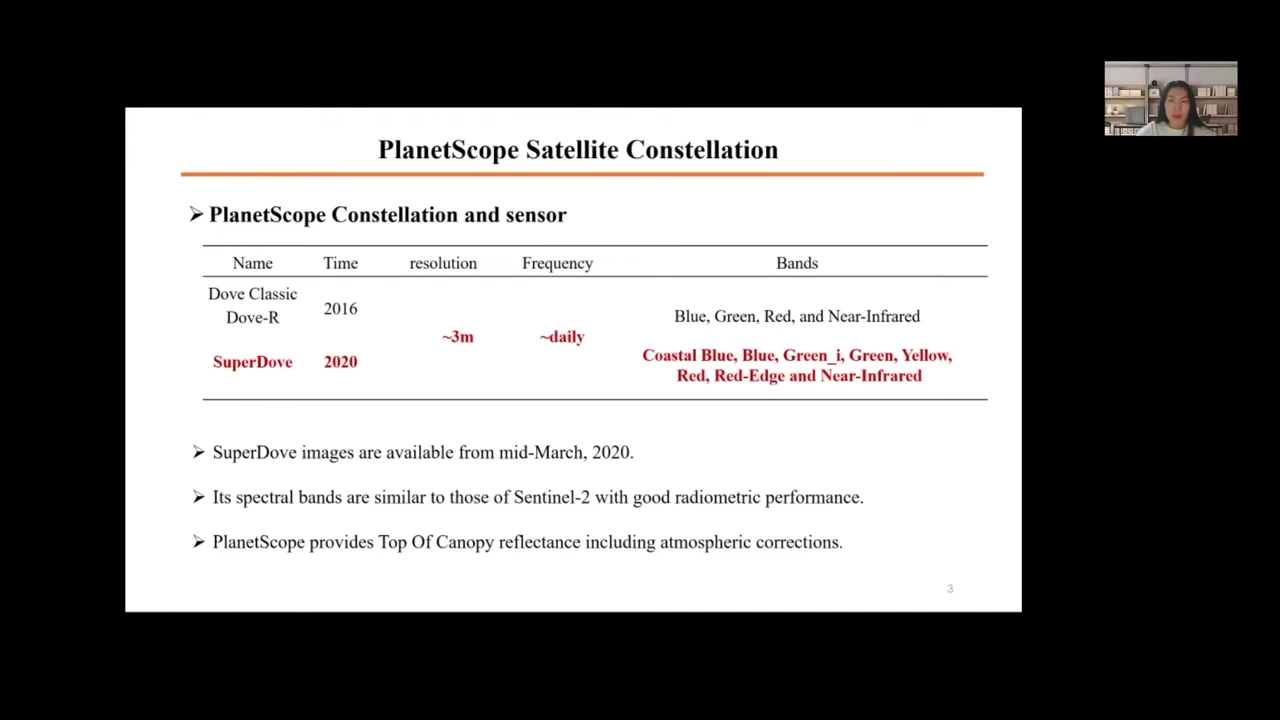 PlanetScope Satellite Constellation
➢ PlanetScope Constellation and sensor
Name Time resolution Frequency Bands
Dove Classic
Dove-R
2016
Blue, Green, Red, and Near-Infrared
~3m ~daily
SuperDove 2020
Coastal Blue, Blue, Green_i, Green, Yellow,
Red, Red-Edge and Near-Infrared
➢ SuperDove images are available from mid-March, 2020.
➢ Its spectral bands are similar to those of Sentinel-2 with good radiometric performance.
➢ PlanetScope provides Top Of Canopy reflectance including atmospheric corrections.
3